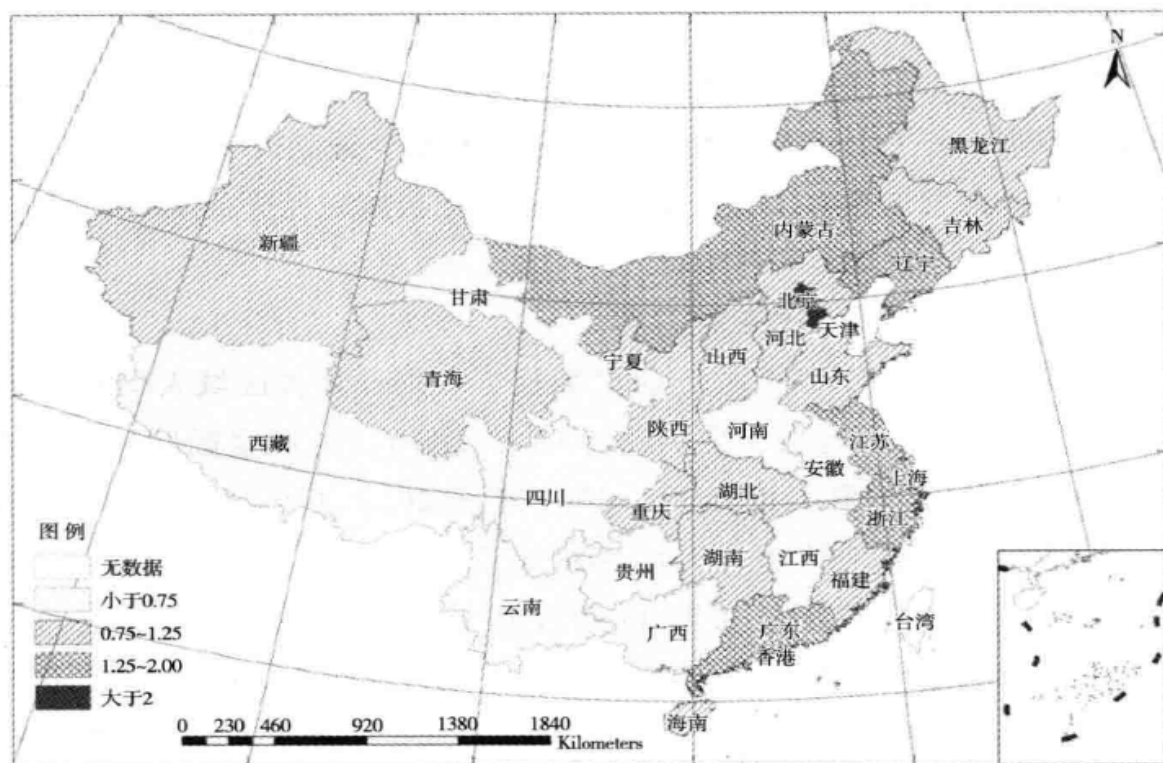 N
黑龙江
吉林
新疆
内蒙古
辽宁
甘肃
北京
天津
河北
宁夏
山西
青海
山东
陕西
河南
西藏
江苏
安徽
上海
四川
湖北
重庆
浙江
湖南
江西
贵州
福建
云南
广西
广东
台湾
香港
海南
图例
无数据
小于0.75
0.75~1.25
1.25~2.00
大于2
0 230 460 920 1380 1840
Kilometers